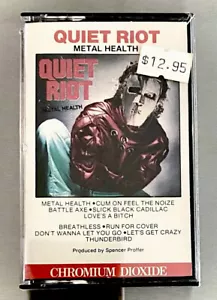 QUIET RIOT
METAL HEALTH
$12.95
QUIET
RIOT
METAL HEALTH
METAL HEALTH • CUM ON FEEL THE NOIZE
BATTLE AXE • SLICK BLACK CADILLAC
LOVE'S A BITCH
BREATHLESS • RUN FOR COVER
DON'T WANNA LET YOU GO • LET'S GET CRAZY
THUNDERBIRD
Produced by Spencer Proffer
CHROMIUM DIOXIDE